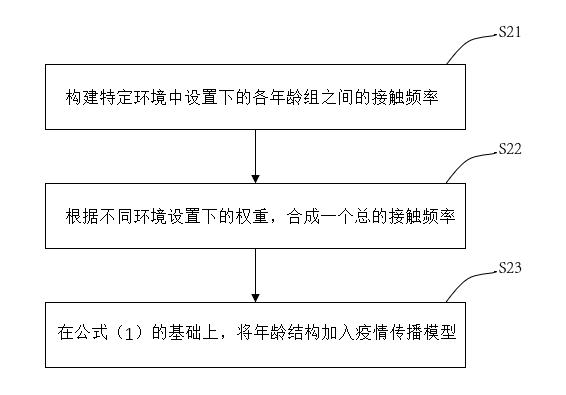 S21
构建特定环境中设置下的各年龄组之间的接触频率
S22
根据不同环境设置下的权重，合成一个总的接触频率
S23
在公式（1）的基础上，将年龄结构加入疫情传播模型